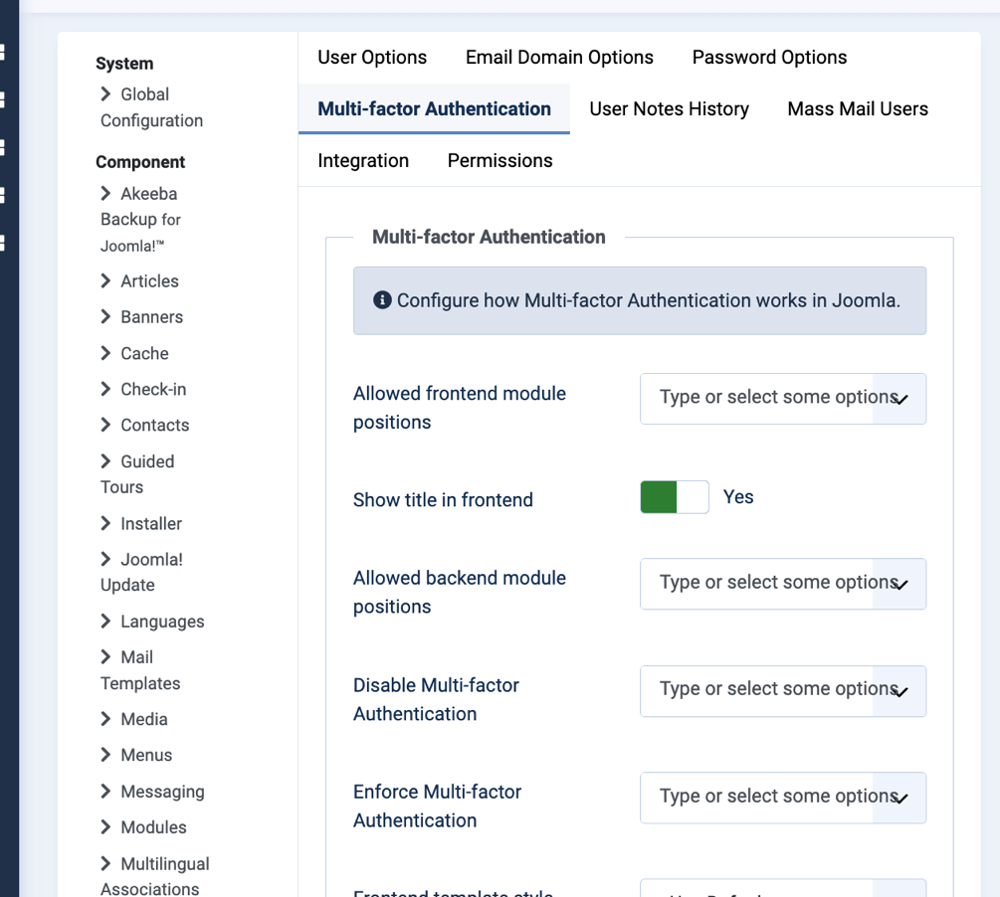 System
Global
Configuration
Component
Akeeba
Backup for
Joomla!™
Articles
Banners
Cache
Check-in
Contacts
Guided
Tours
Installer
Joomla!
Update
Languages
Mail
Templates
Media
Menus
Messaging
Modules
Multilingual
Associations
User Options Email Domain Options Password Options
Multi-factor Authentication User Notes History Mass Mail Users
Integration Permissions
Multi-factor Authentication
Configure how Multi-factor Authentication works in Joomla.
Allowed frontend module
positions
Type or select some options
Show title in frontend
Yes
Allowed backend module
positions
Type or select some options
Disable Multi-factor
Authentication
Type or select some options
Enforce Multi-factor
Authentication
Type or select some options
Frontend template style